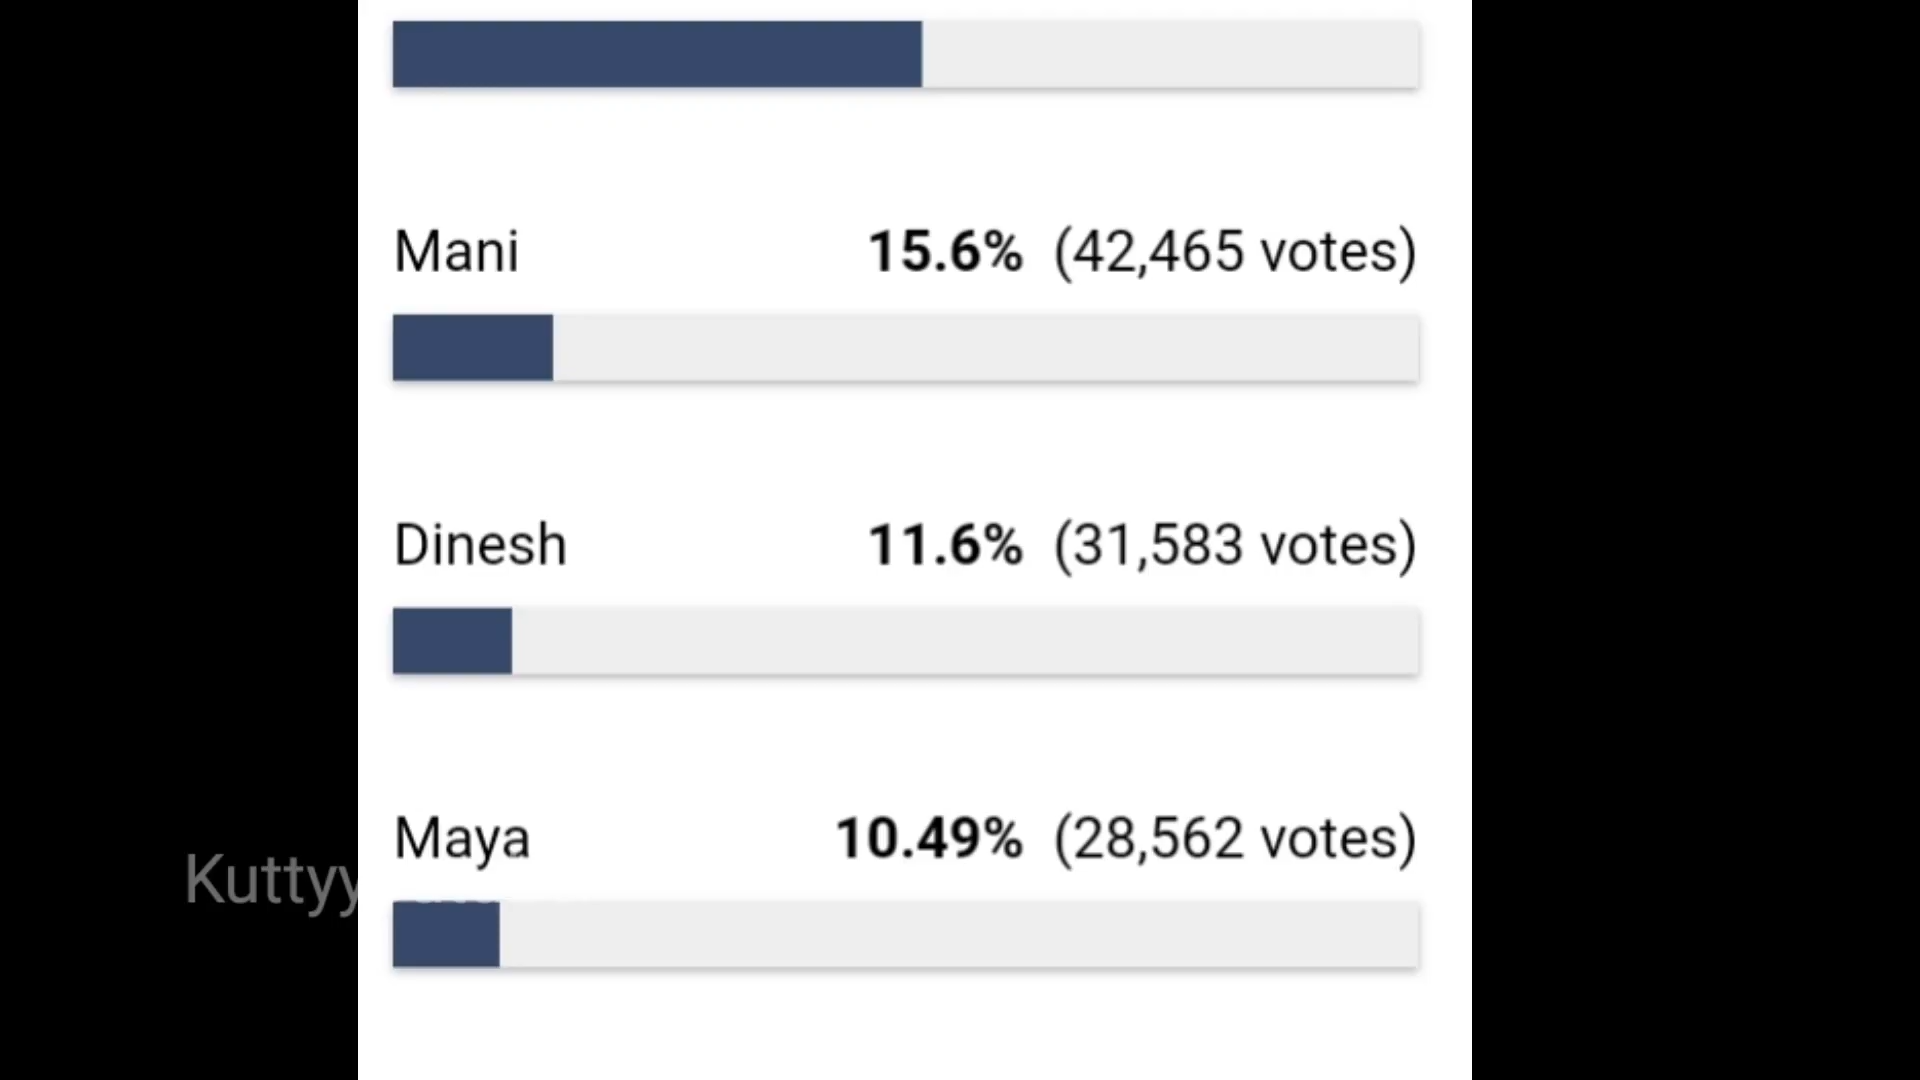 Mani 15.6% (42,465 votes)
Dinesh 11.6% (31,583 votes)
Maya 10.49% (28,562 votes)